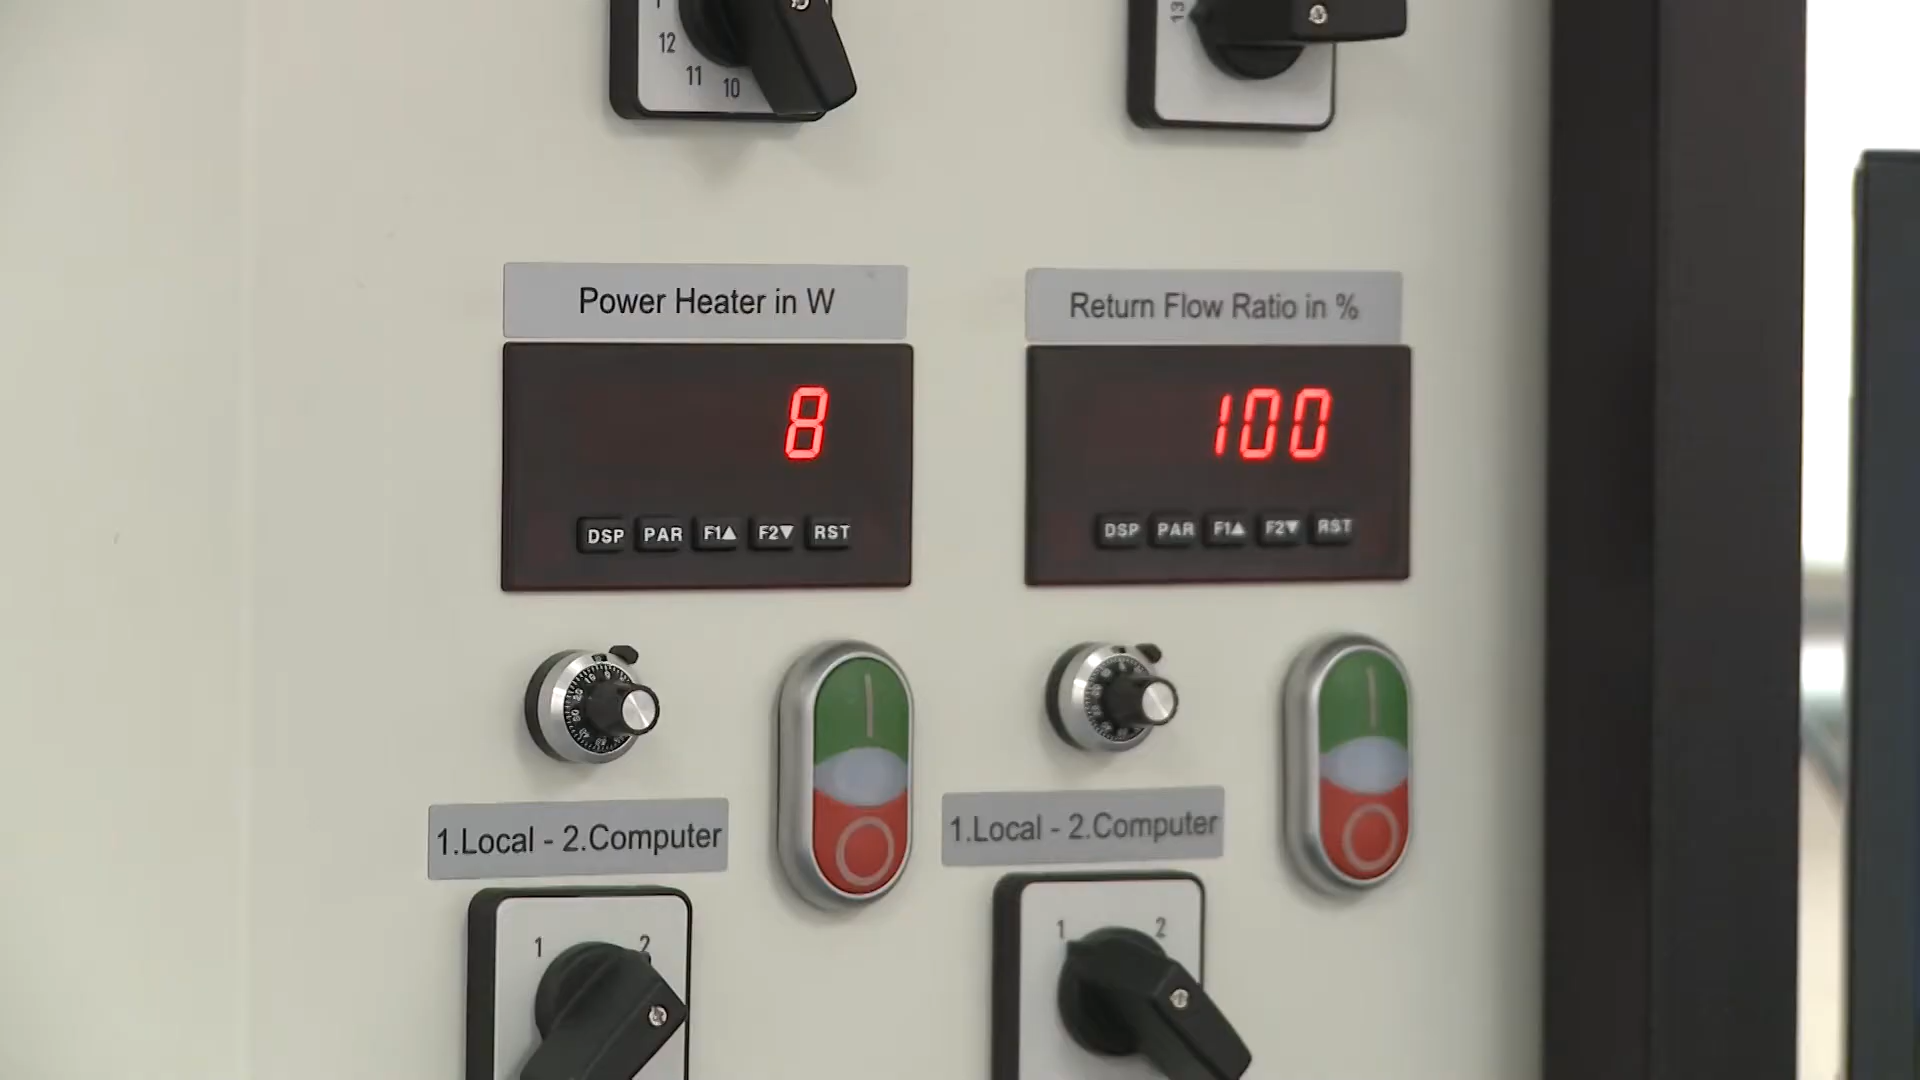 12
11
10
13
Power Heater in W
Return Flow Ratio in %
8
100
DSP PAR F1▲ F2▼ RST
DSP PAR F1▲ F2▼ RST
1.Local - 2.Computer
1.Local - 2.Computer
1 2
1 2